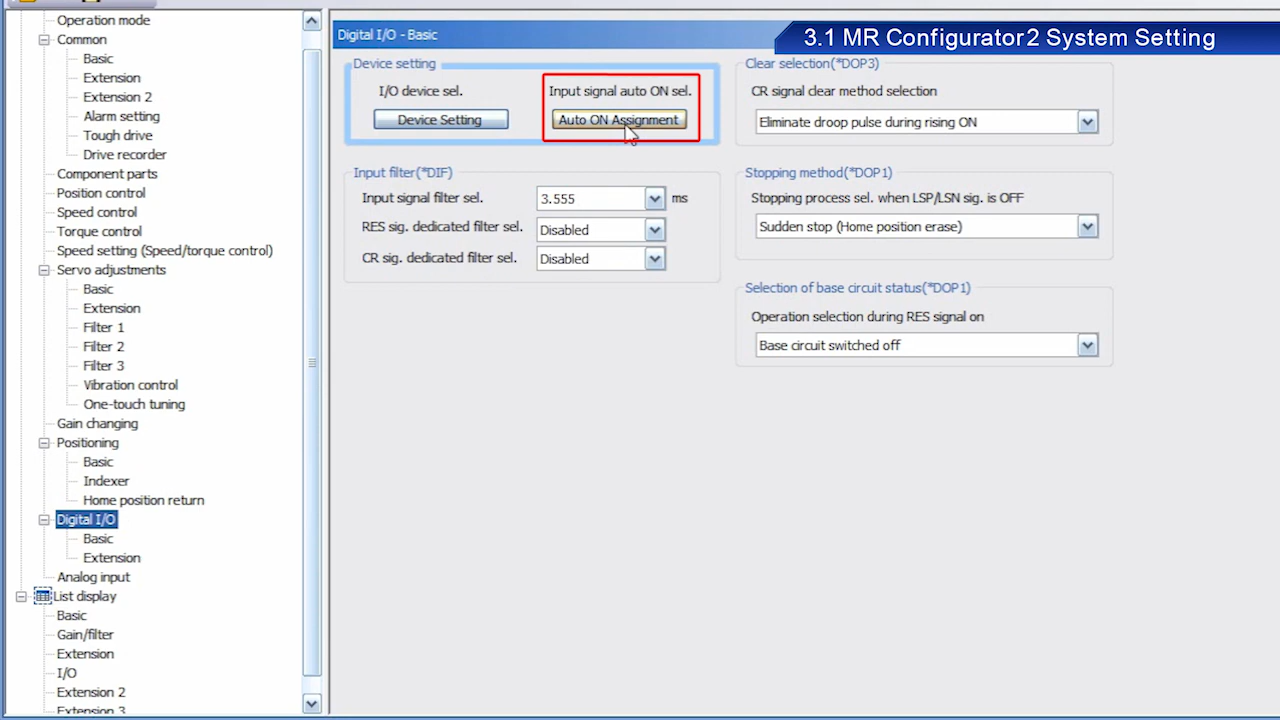 3.1 MR Configurator2 System Setting
Operation mode
Common
Basic
Extension
Extension 2
Alarm setting
Tough drive
Drive recorder
Component parts
Position control
Speed control
Torque control
Speed setting (Speed/torque control)
Servo adjustments
Basic
Extension
Filter 1
Filter 2
Filter 3
Vibration control
One-touch tuning
Gain changing
Positioning
Basic
Indexer
Home position return
Digital I/O
Basic
Extension
Analog input
List display
Basic
Gain/filter
Extension
I/O
Extension 2
Extension 3
Digital I/O - Basic
Device setting
I/O device sel.
Device Setting
Input signal auto ON sel.
Auto ON Assignment
Input filter(*DIF)
Input signal filter sel.
3.555
ms
RES sig. dedicated filter sel.
Disabled
CR sig. dedicated filter sel.
Disabled
Clear selection(*DOP3)
CR signal clear method selection
Eliminate droop pulse during rising ON
Stopping method(*DOP1)
Stopping process sel. when LSP/LSN sig. is OFF
Sudden stop (Home position erase)
Selection of base circuit status(*DOP1)
Operation selection during RES signal on
Base circuit switched off